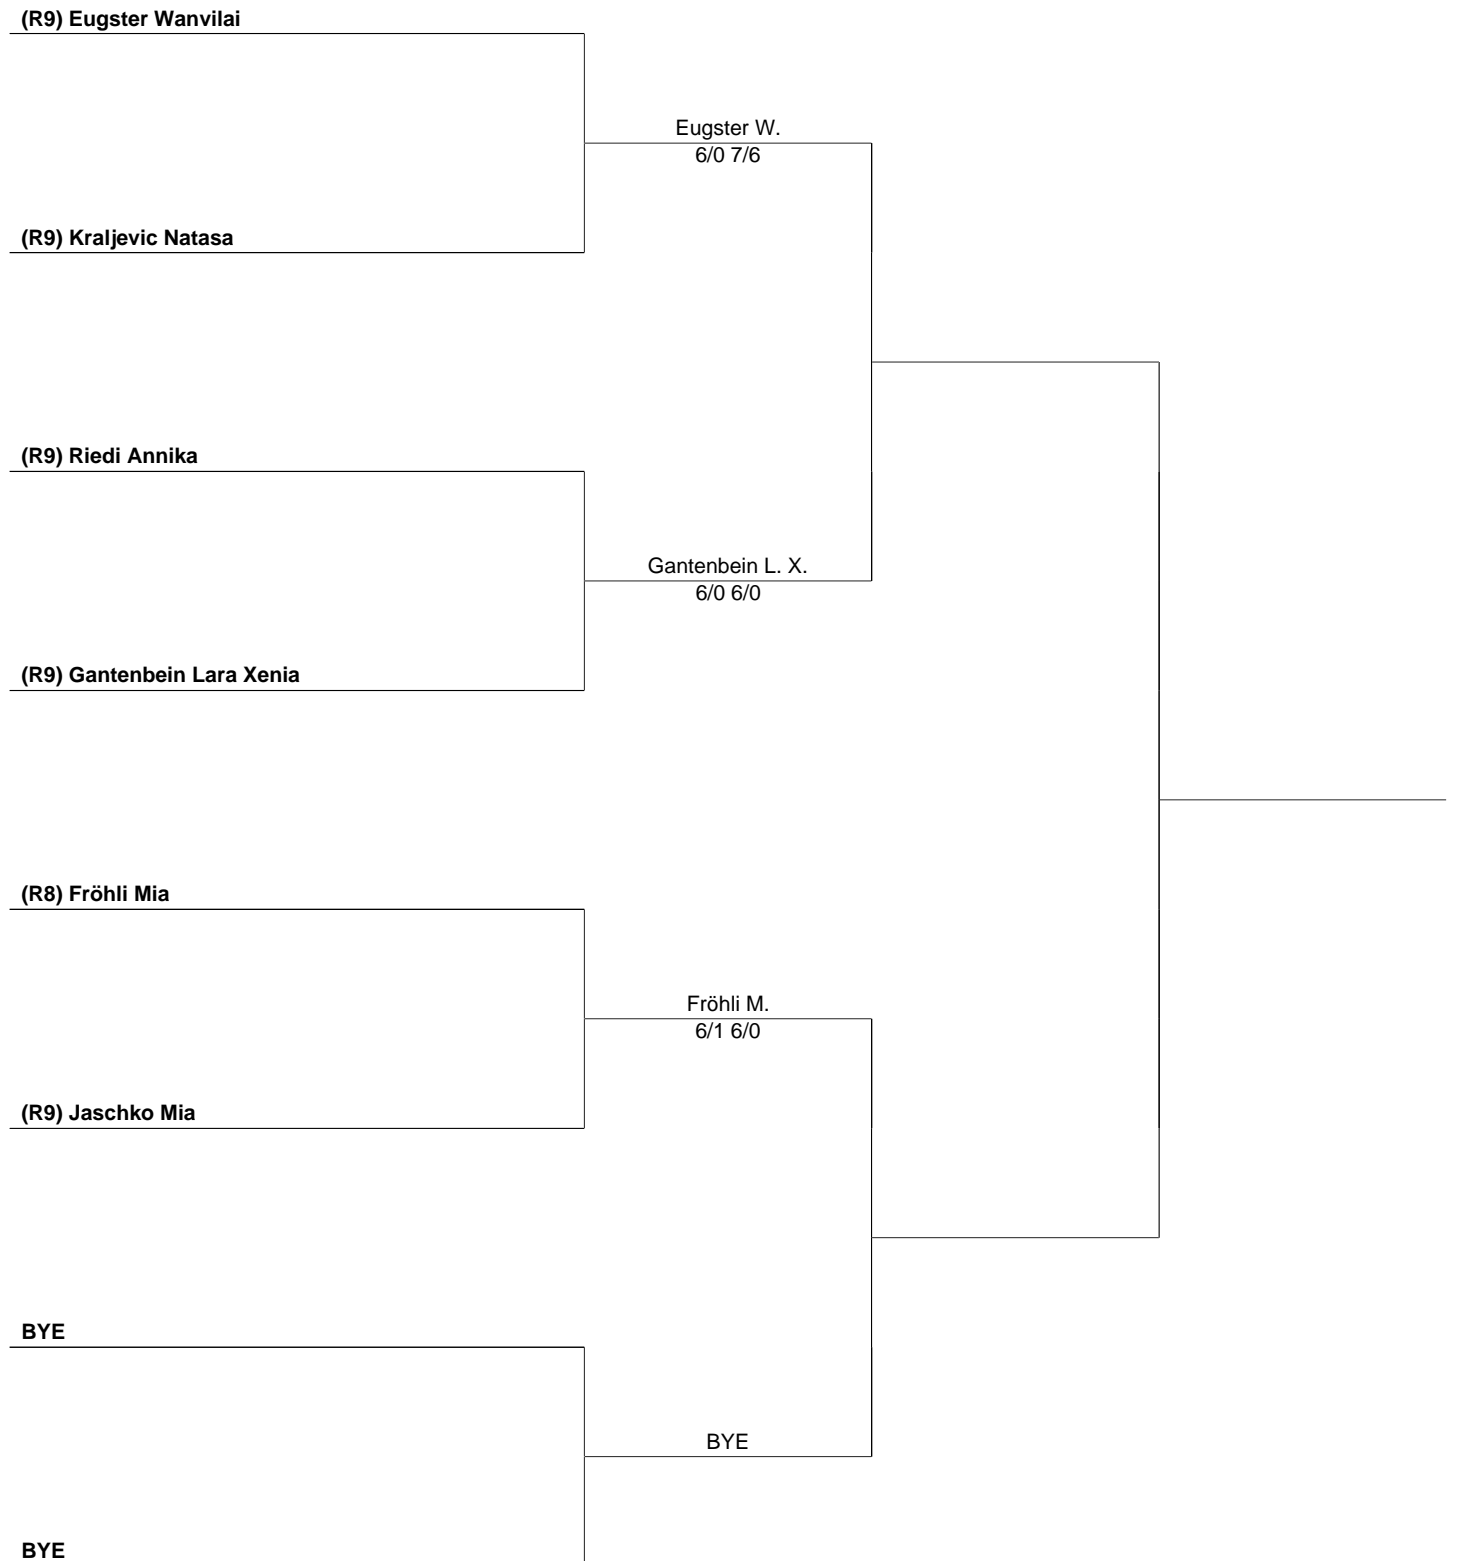 (R9) Eugster Wanvilai
Eugster W.
6/0 7/6
(R9) Kraljevic Natasa
(R9) Riedi Annika
Gantenbein L. X.
6/0 6/0
(R9) Gantenbein Lara Xenia
(R8) Fröhli Mia
Fröhli M.
6/1 6/0
(R9) Jaschko Mia
BYE
BYE
BYE